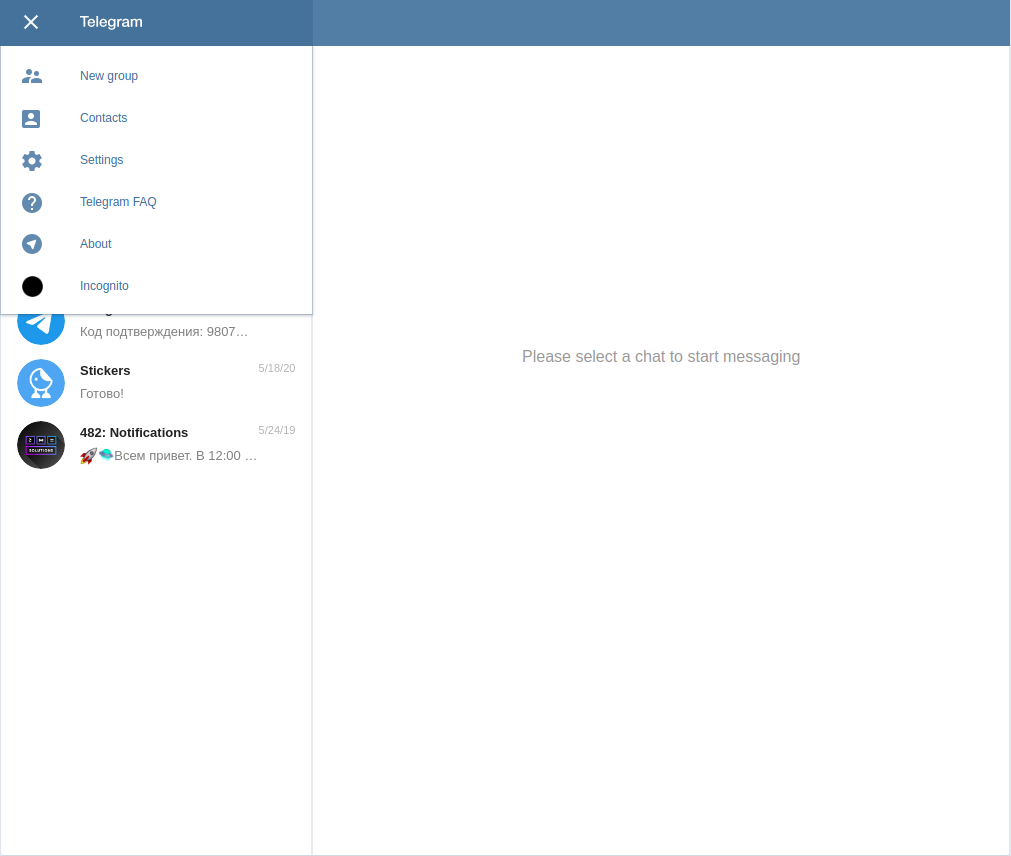 Telegram
New group
Contacts
Settings
Telegram FAQ
About
Incognito
Код подтверждения: 9807…
Please select a chat to start messaging
Stickers 5/18/20
Готово!
482: Notifications 5/24/19
🚀🛸Всем привет. В 12:00 …
SOLUTIONS